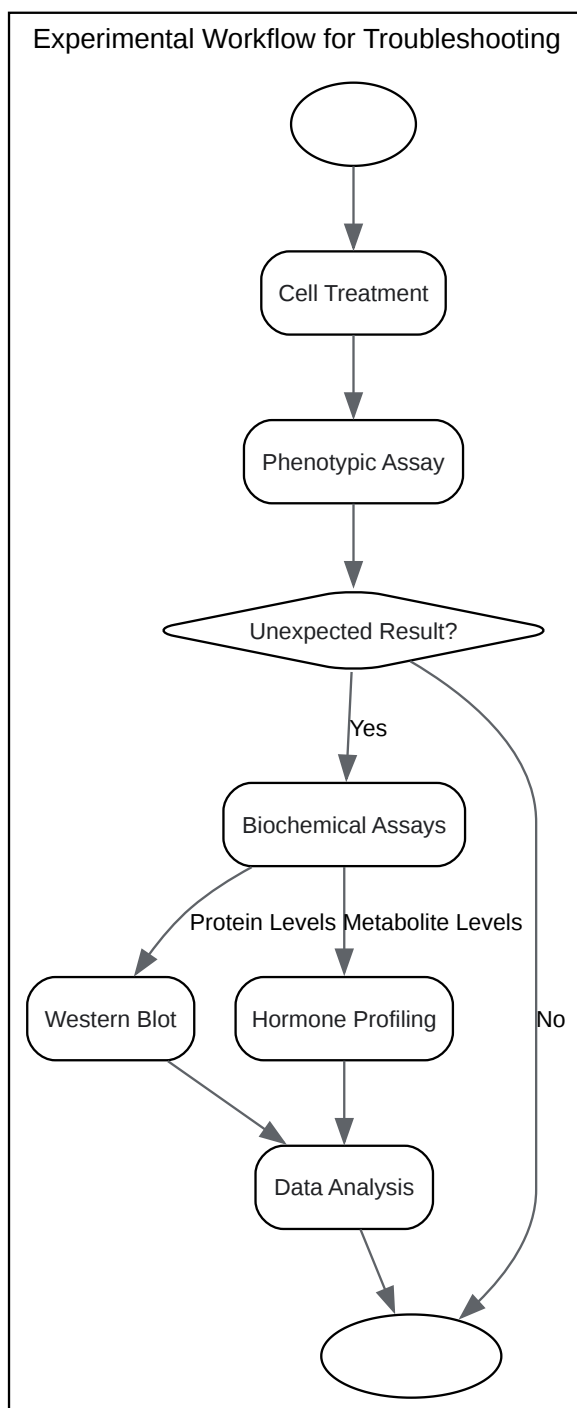 Experimental Workflow for Troubleshooting
Cell Treatment
Phenotypic Assay
Unexpected Result?
Yes
Biochemical Assays
Protein Levels
Metabolite Levels
Western Blot
Hormone Profiling
No
Data Analysis